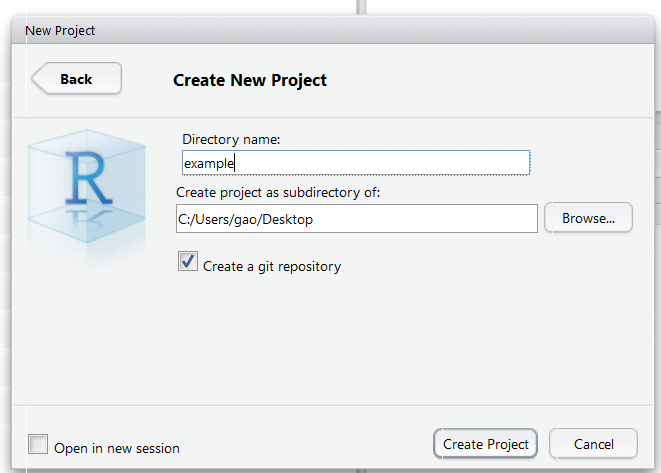 New Project
Back
Create New Project
R
Directory name:
example
Create project as subdirectory of:
C:/Users/gao/Desktop
Browse...
Create a git repository
Open in new session
Create Project
Cancel